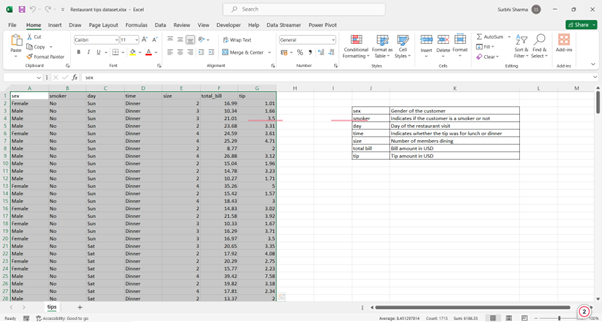 Restaurant tips dataset.xlsx - Excel
Search
Surbhi Sharma
File Home Insert Draw Page Layout Formulas Data Review View Developer Help Data Streamer Power Pivot
Share
Paste
Cut
Copy
Format Painter
Clipboard
Calibri 11
Font
Wrap Text
Merge & Center
Alignment
General
Number
Conditional Formatting
Format as Table
Cell Styles
Styles
Insert Delete Format
Cells
AutoSum
Fill
Clear
Sort & Filter
Find & Select
Editing
Add-ins
Add-ins
sex
A B C D E F G H I J K L M
1 sex smoker day time size total_bill tip
2 Female No Sun Dinner 2 16.99 1.01
3 Male No Sun Dinner 3 10.34 1.66 sex Gender of the customer
4 Male No Sun Dinner 3 21.01 3.5 smoker Indicates if the customer is a smoker or not
5 Male No Sun Dinner 2 23.68 3.31 day Day of the restaurant visit
6 Female No Sun Dinner 4 24.59 3.61 time Indicates whether the tip was for lunch or dinner
7 Male No Sun Dinner 4 25.29 4.71 size Number of members dining
8 Male No Sun Dinner 2 8.77 2 total bill Bill amount in USD
9 Male No Sun Dinner 4 26.88 3.12 tip Tip amount in USD
10 Male No Sun Dinner 2 15.04 1.96
11 Male No Sun Dinner 2 14.78 3.23
12 Male No Sun Dinner 2 10.27 1.71
13 Female No Sun Dinner 4 35.26 5
14 Male No Sun Dinner 2 15.42 1.57
15 Male No Sun Dinner 4 18.43 3
16 Female No Sun Dinner 2 14.83 3.02
17 Male No Sun Dinner 2 21.58 3.92
18 Female No Sun Dinner 3 10.33 1.67
19 Male No Sun Dinner 3 16.29 3.71
20 Female No Sun Dinner 3 16.97 3.5
21 Male No Sat Dinner 3 20.65 3.35
22 Male No Sat Dinner 2 17.92 4.08
23 Female No Sat Dinner 2 20.29 2.75
24 Female No Sat Dinner 2 15.77 2.23
25 Male No Sat Dinner 4 39.42 7.58
26 Male No Sat Dinner 2 19.82 3.18
27 Male No Sat Dinner 4 17.81 2.34
28 Male No Sat Dinner 2 13.37 2
tips
2
Ready Accessibility: Good to go
Count: 1715
100%